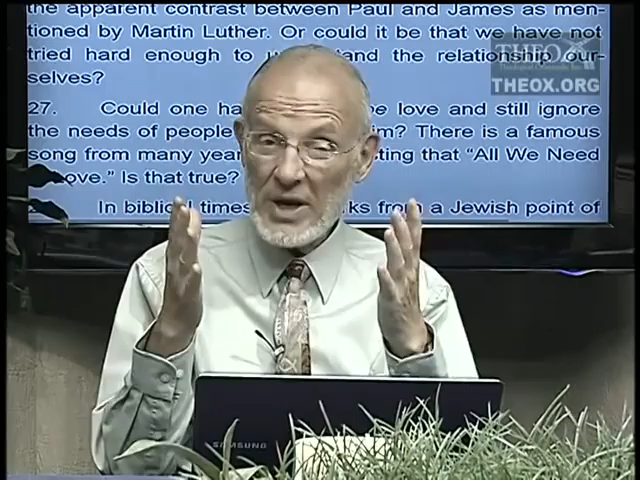 the apparent contrast between Paul and James as men-
tioned by Martin Luther. Or could it be that we have not
tried hard enough to and the relationship our-
selves?
27. Could one ha love and still ignore
the needs of people im? There is a famous
song from many year ting that “All We Need
ove.” Is that true?
In biblical times ks from a Jewish point of
THEOX
THEOX.ORG
SAMSUNG